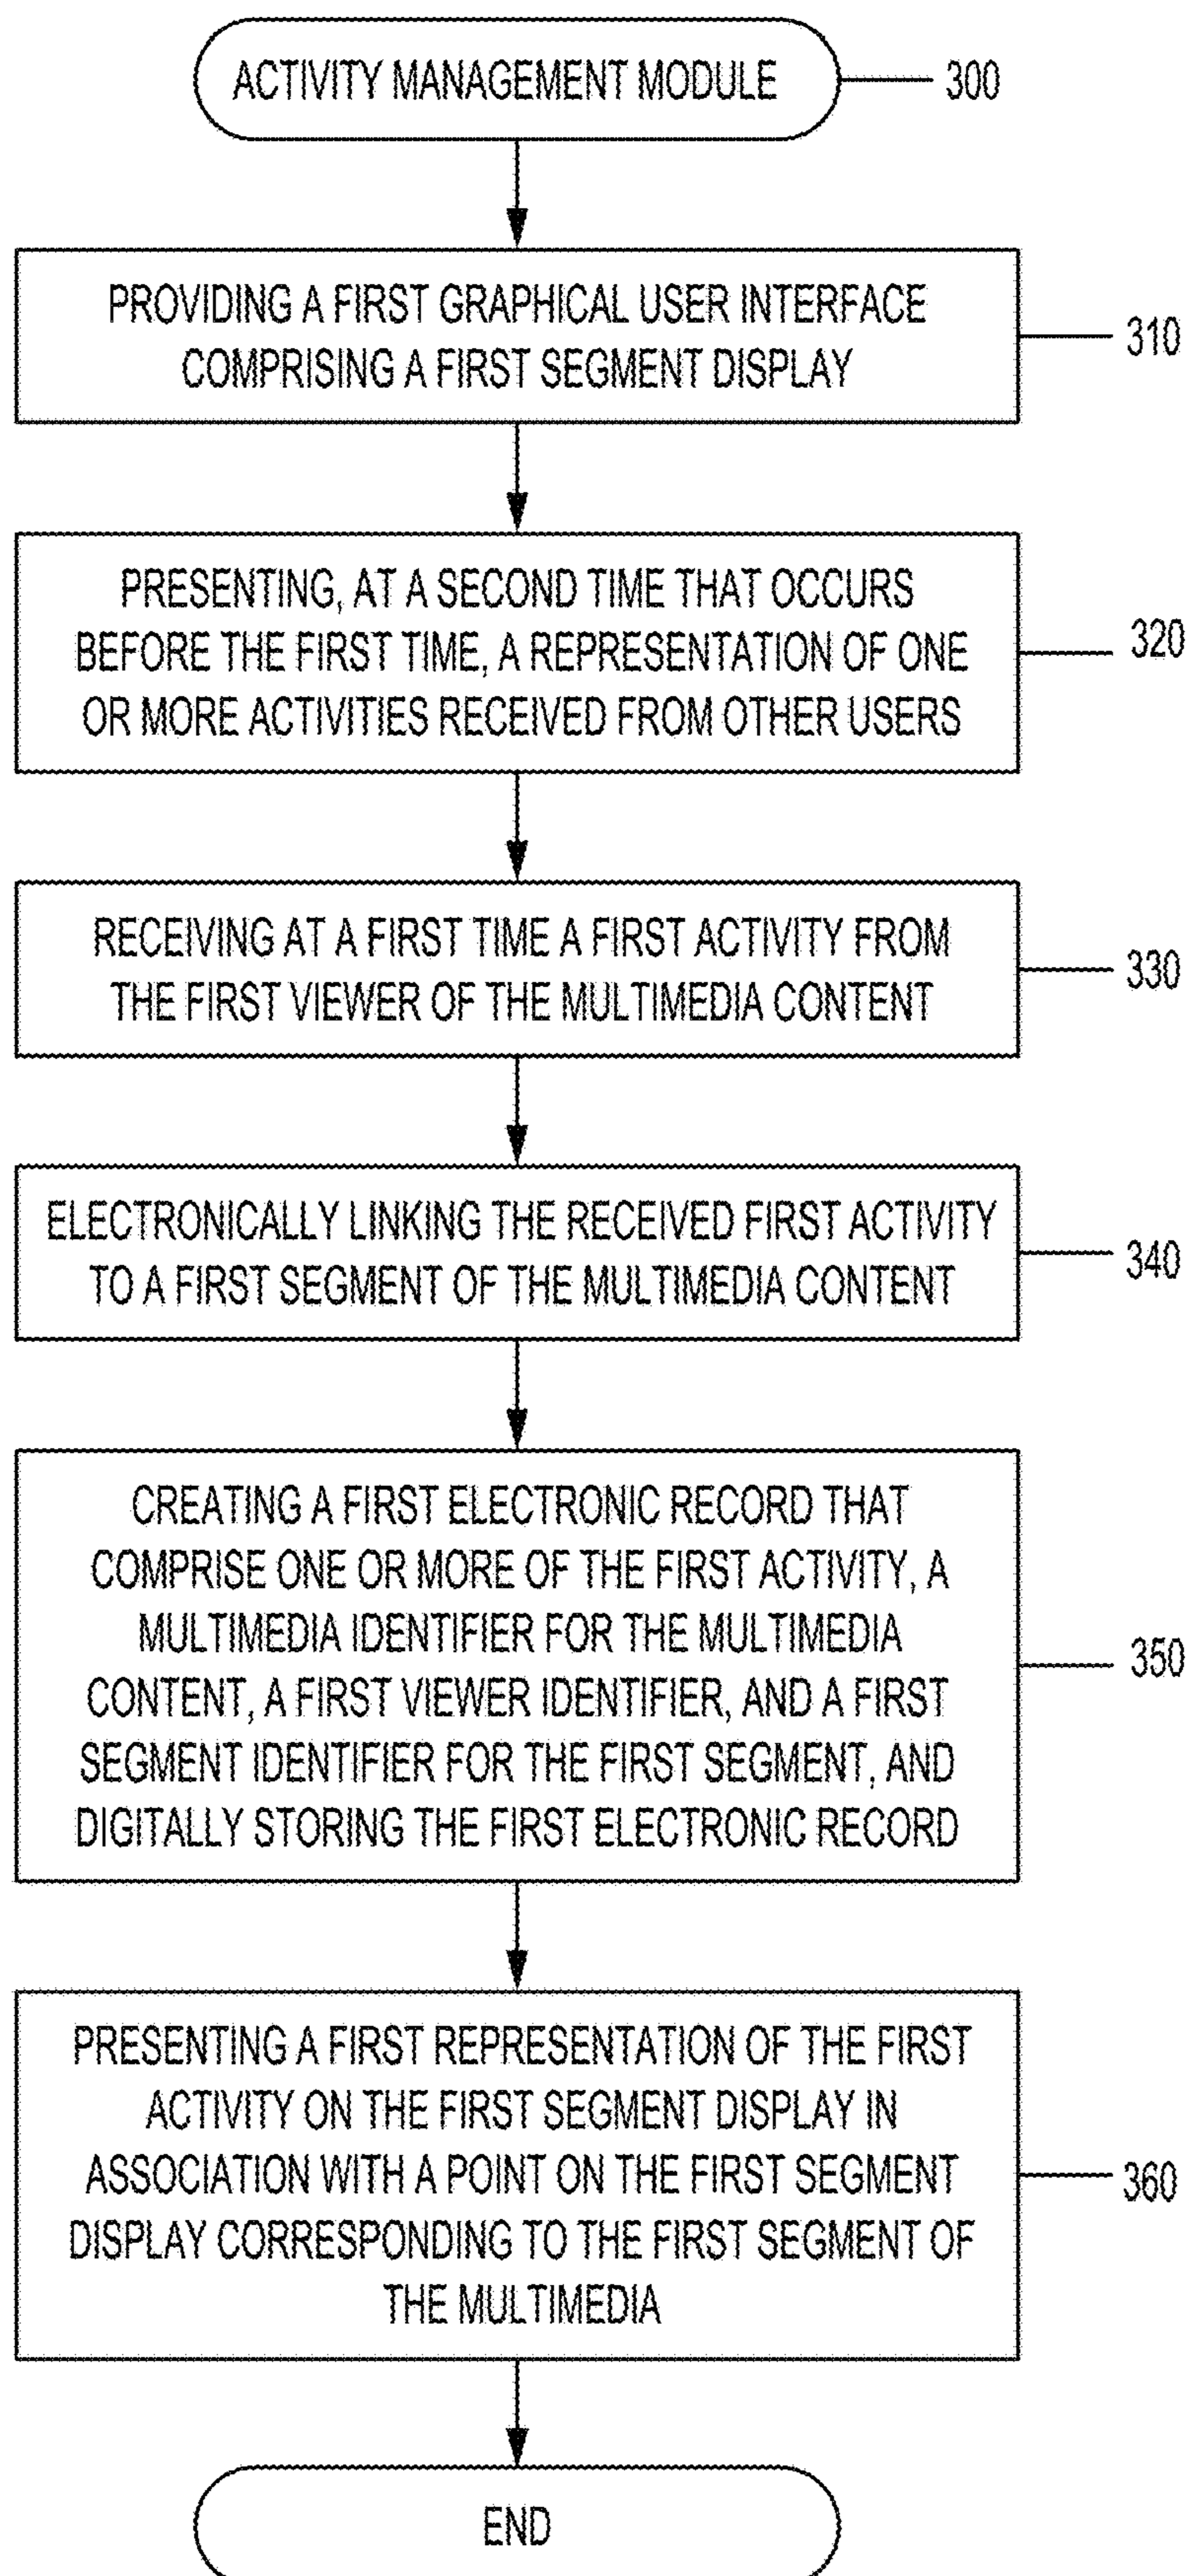 ACTIVITY MANAGEMENT MODULE
300
PROVIDING A FIRST GRAPHICAL USER INTERFACE
COMPRISING A FIRST SEGMENT DISPLAY
310
PRESENTING, AT A SECOND TIME THAT OCCURS
BEFORE THE FIRST TIME, A REPRESENTATION OF ONE
OR MORE ACTIVITIES RECEIVED FROM OTHER USERS
320
RECEIVING AT A FIRST TIME A FIRST ACTIVITY FROM
THE FIRST VIEWER OF THE MULTIMEDIA CONTENT
330
ELECTRONICALLY LINKING THE RECEIVED FIRST ACTIVITY
TO A FIRST SEGMENT OF THE MULTIMEDIA CONTENT
340
CREATING A FIRST ELECTRONIC RECORD THAT
COMPRISE ONE OR MORE OF THE FIRST ACTIVITY, A
MULTIMEDIA IDENTIFIER FOR THE MULTIMEDIA
CONTENT, A FIRST VIEWER IDENTIFIER, AND A FIRST
SEGMENT IDENTIFIER FOR THE FIRST SEGMENT, AND
DIGITALLY STORING THE FIRST ELECTRONIC RECORD
350
PRESENTING A FIRST REPRESENTATION OF THE FIRST
ACTIVITY ON THE FIRST SEGMENT DISPLAY IN
ASSOCIATION WITH A POINT ON THE FIRST SEGMENT
DISPLAY CORRESPONDING TO THE FIRST SEGMENT OF
THE MULTIMEDIA
360
END